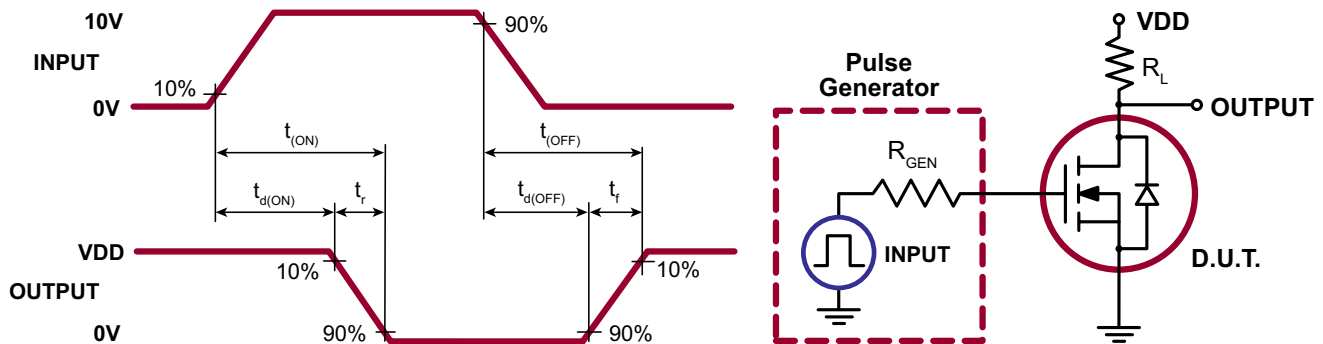 10V
INPUT
0V
10%
90%
t(ON)
t(OFF)
td(ON)
tr
td(OFF)
tf
VDD
OUTPUT
0V
10%
90%
90%
10%
Pulse
Generator
RGEN
INPUT
VDD
RL
OUTPUT
D.U.T.